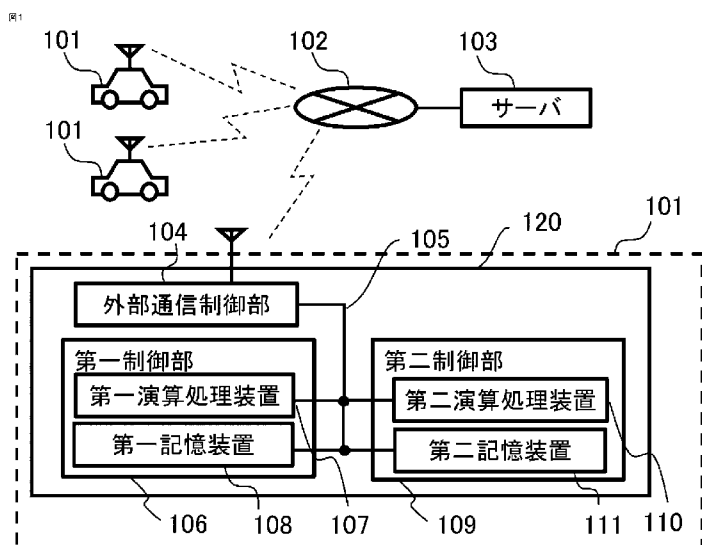 図1
101
102
103
サーバ
101
104
105
120
101
外部通信制御部
第一制御部
第二制御部
第一演算処理装置
第二演算処理装置
第一記憶装置
第二記憶装置
106
108
107
109
111
110